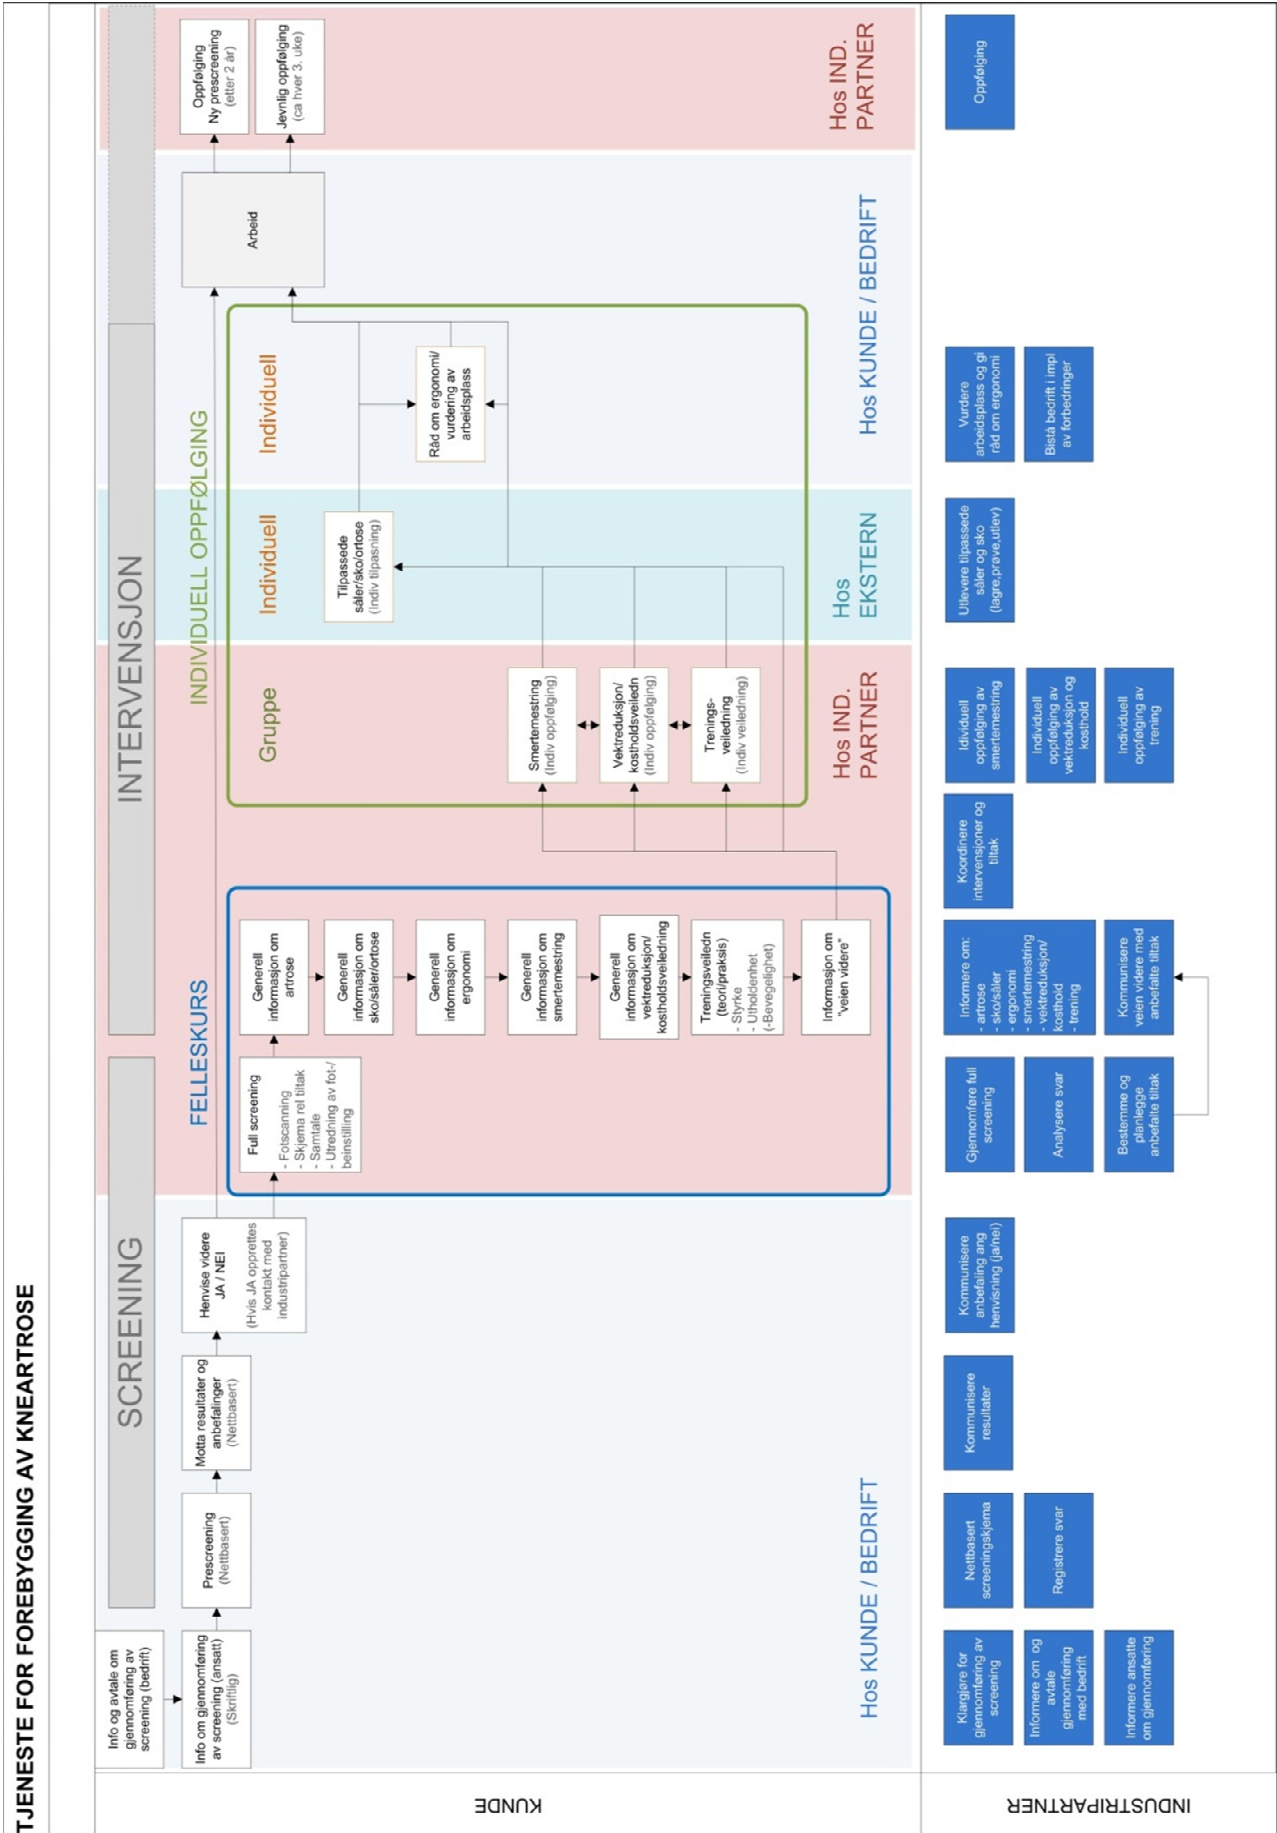 TJENESTE FOR FOREBYGGING AV KNEARTROSE
SCREENING
INTERVENSJON
KUNDE
Info og avtale om
gjennomføring av
screening (bedrift)
Info om gjennomføring
av screening (ansatt)
(Skriftlig)
Prescreening
(Nettbasert)
Motta resultater og
anbefalinger
(Nettbasert)
Henvise videre
JA / NEI
(Hvis JA opprettes
kontakt med
industripartner)
Hos KUNDE / BEDRIFT
FELLESKURS
Full screening
- Fotscanning
- Skjema rel tiltak
- Samtale
- Utredning av fot-/
beinstilling
Generell
informasjon om
artrose
Generell
informasjon om
sko/såler/ortose
Generell
informasjon om
ergonomi
Generell
informasjon om
smertemestring
Generell
informasjon om
vektreduksjon/
kostholdsveiledning
Treningsveiledn
(teori/praksis)
- Styrke
- Utholdenhet
(-Bevegelighet)
Informasjon om
"veien videre"
INDIVIDUELL OPPFØLGING
Gruppe
Smertemestring
(Indiv oppfølging)
Vektreduksjon/
kostholdsveiledn
(Indiv oppfølging)
Trenings-
veiledning
(Indiv veiledning)
Hos IND.
PARTNER
Individuell
Tilpassede
såler/sko/ortose
(Indiv tilpasning)
Hos
EKSTERN
Individuell
Råd om ergonomi/
vurdering av
arbeidsplass
Arbeid
Hos KUNDE / BEDRIFT
Oppfølging
Ny prescreening
(etter 2 år)
Jevnlig oppfølging
(ca hver 3. uke)
Hos IND.
PARTNER
INDUSTRIPARTNER
Klargjøre for
gjennomføring av
screening
Informere om og
avtale
gjennomføring
med bedrift
Informere ansatte
om gjennomføring
Nettbasert
screeningskjema
Registrere svar
Kommunisere
resultater
Kommunisere
anbefaling ang
henvisning (ja/nei)
Gjennomføre full
screening
Analysere svar
Bestemme og
planlegge
anbefalte tiltak
Informere om:
- artrose
- sko/såler
- ergonomi
- smertemestring
- vektreduksjon/
kosthold
- trening
Kommunisere
veien videre med
anbefalte tiltak
Koordinere
intervensjoner og
tiltak
Idividuell
oppfølging av
smertemestring
Individuell
oppfølging av
vektreduksjon og
kosthold
Individuell
oppfølging av
trening
Utlevere tilpassede
såler og sko
(lagre,prøve,utlev)
Vurdere
arbeidsplass og gi
råd om ergonomi
Bistå bedrift i impl
av forbedringer
Oppfølging